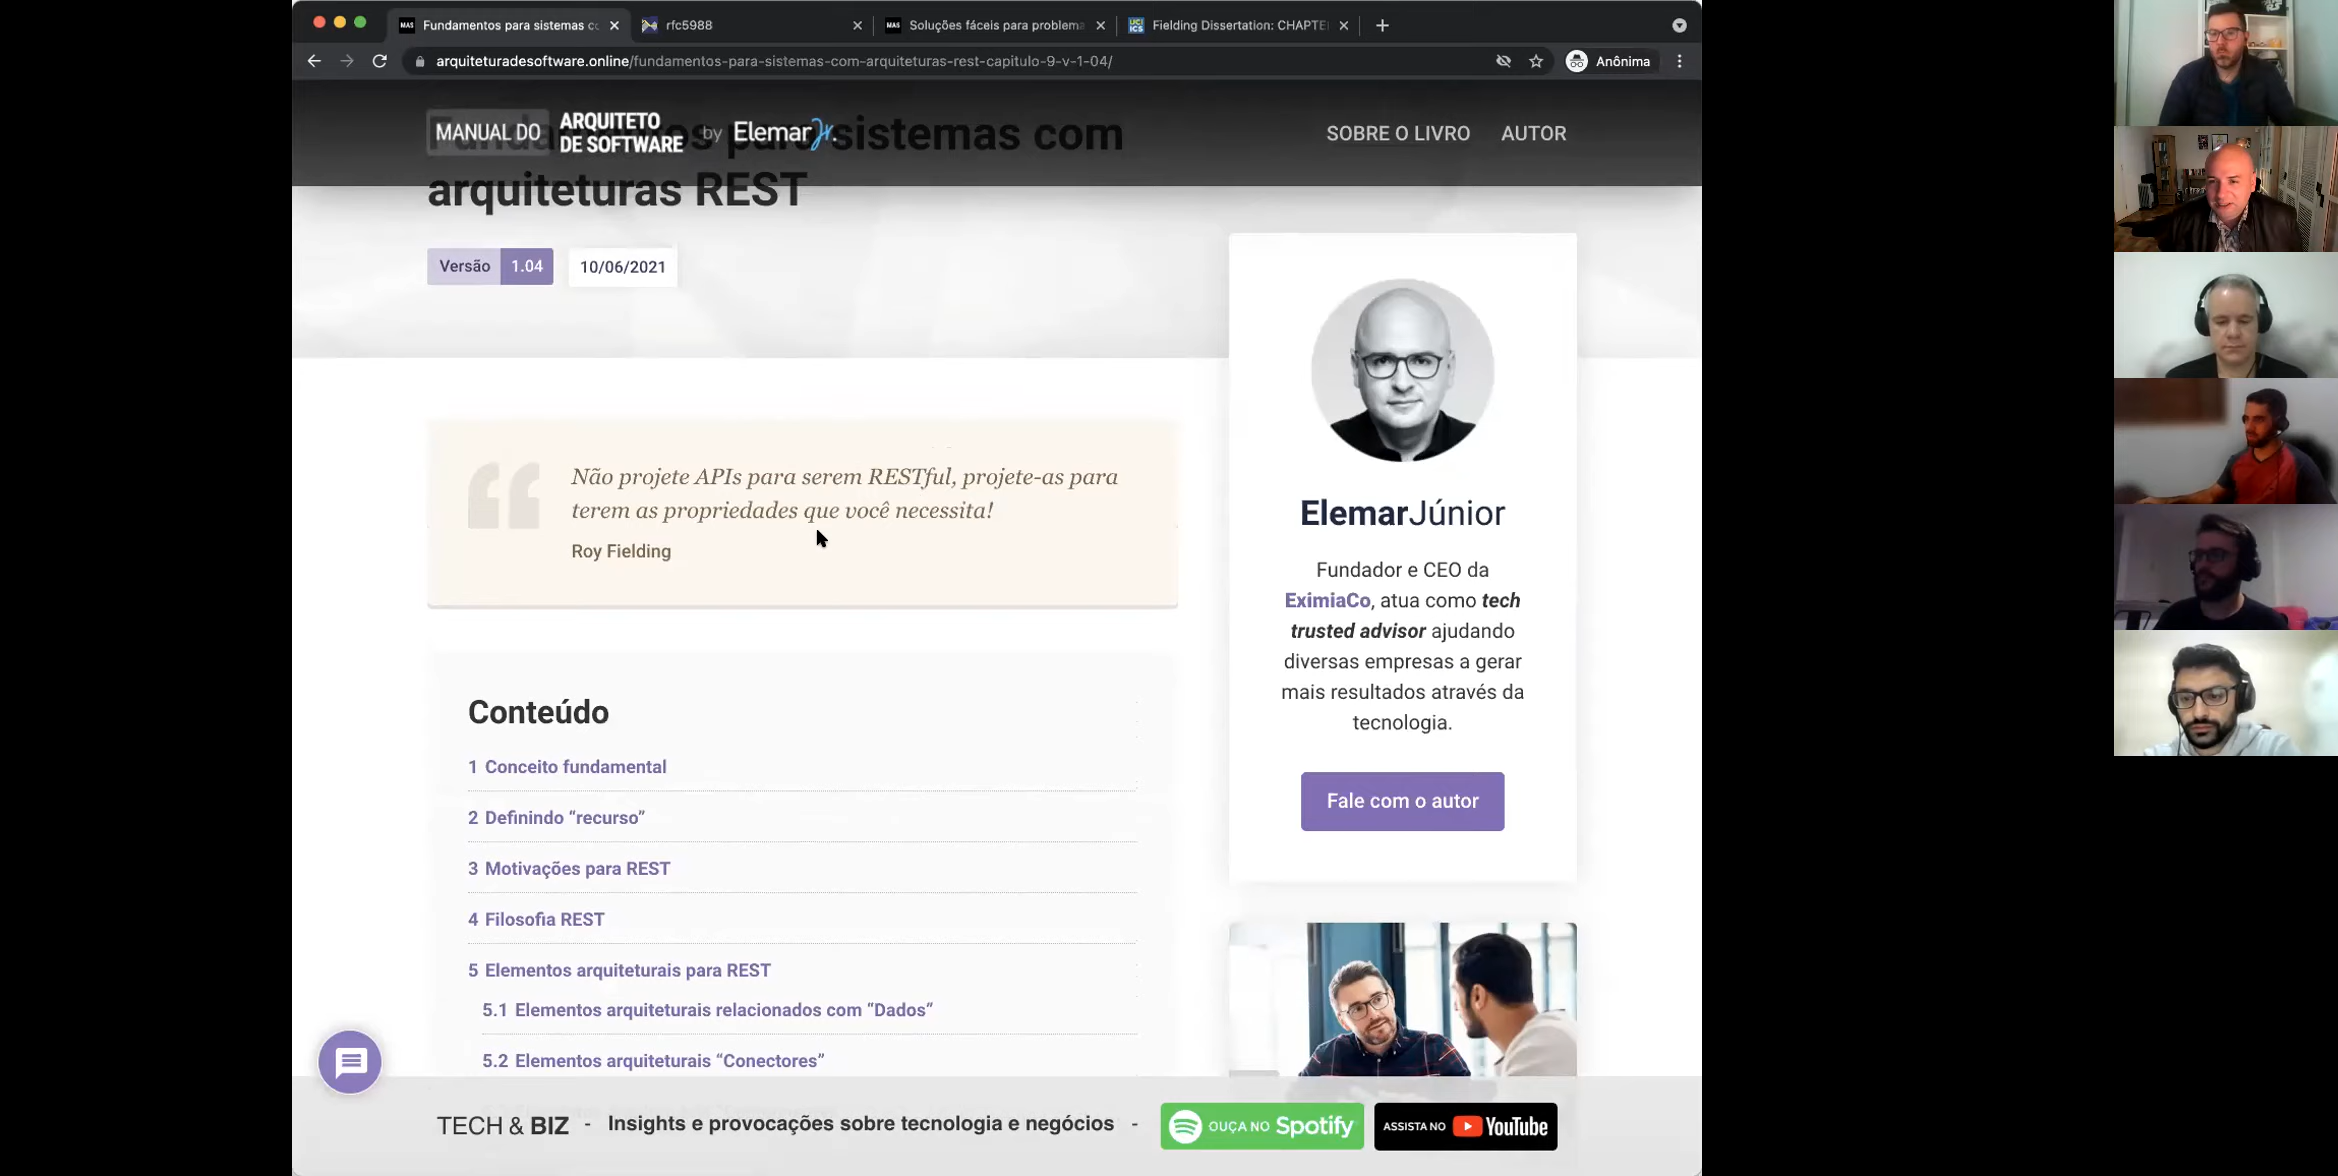 Fundamentos para sistemas co
rfc5988
Soluções fáceis para problema
Fielding Dissertation: CHAPTE
arquiteturadesoftware.online/fundamentos-para-sistemas-com-arquiteturas-rest-capitulo-9-v-1-04/
Anônima
MANUAL DO ARQUITETO DE SOFTWARE by ElemarJr.
SOBRE O LIVRO
AUTOR
Fundamentos para sistemas com
arquiteturas REST
Versão 1.04
10/06/2021
Não projete APIs para serem RESTful, projete-as para
terem as propriedades que você necessita!
Roy Fielding
Conteúdo
1 Conceito fundamental
2 Definindo “recurso”
3 Motivações para REST
4 Filosofia REST
5 Elementos arquiteturais para REST
5.1 Elementos arquiteturais relacionados com “Dados”
5.2 Elementos arquiteturais “Conectores”
ElemarJúnior
Fundador e CEO da
EximiaCo, atua como tech
trusted advisor ajudando
diversas empresas a gerar
mais resultados através da
tecnologia.
Fale com o autor
TECH & BIZ - Insights e provocações sobre tecnologia e negócios -
OUÇA NO Spotify
ASSISTA NO YouTube